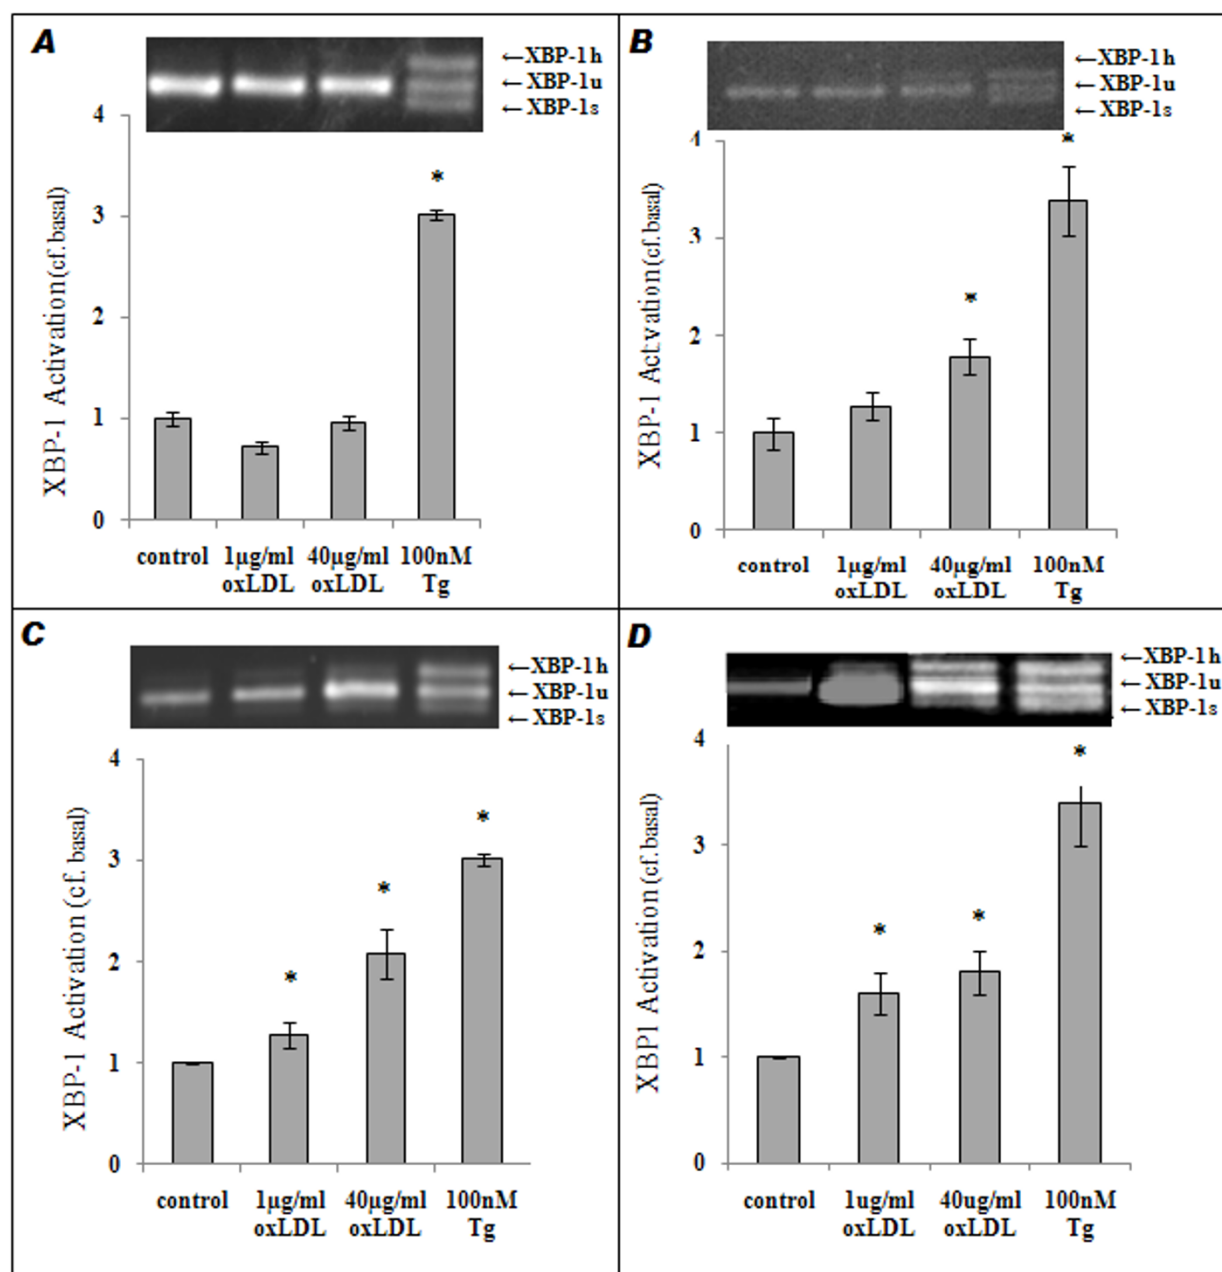 A
←XBP-1h
←XBP-1u
←XBP-1s
XBP-1 Activation(cf.basal)
4
*
3
2
1
0
control 1µg/ml 40µg/ml 100nM
oxLDL oxLDL Tg
B
←XBP-1h
←XBP-1u
←XBP-1s
XBP-1 Activation (cf.basal)
4
*
3
*
2
1
0
control 1µg/ml 40µg/ml 100nM
oxLDL oxLDL Tg
C
←XBP-1h
←XBP-1u
←XBP-1s
XBP-1 Activation (cf. basal)
4
*
3
*
2
*
1
0
control 1µg/ml 40µg/ml 100nM
oxLDL oxLDL Tg
D
←XBP-1h
←XBP-1u
←XBP-1s
XBP1 Activation (cf.basal)
4
*
3
*
*
2
1
0
control 1ug/ml 40ug/ml 100nM
oxLDL oxLDL Tg